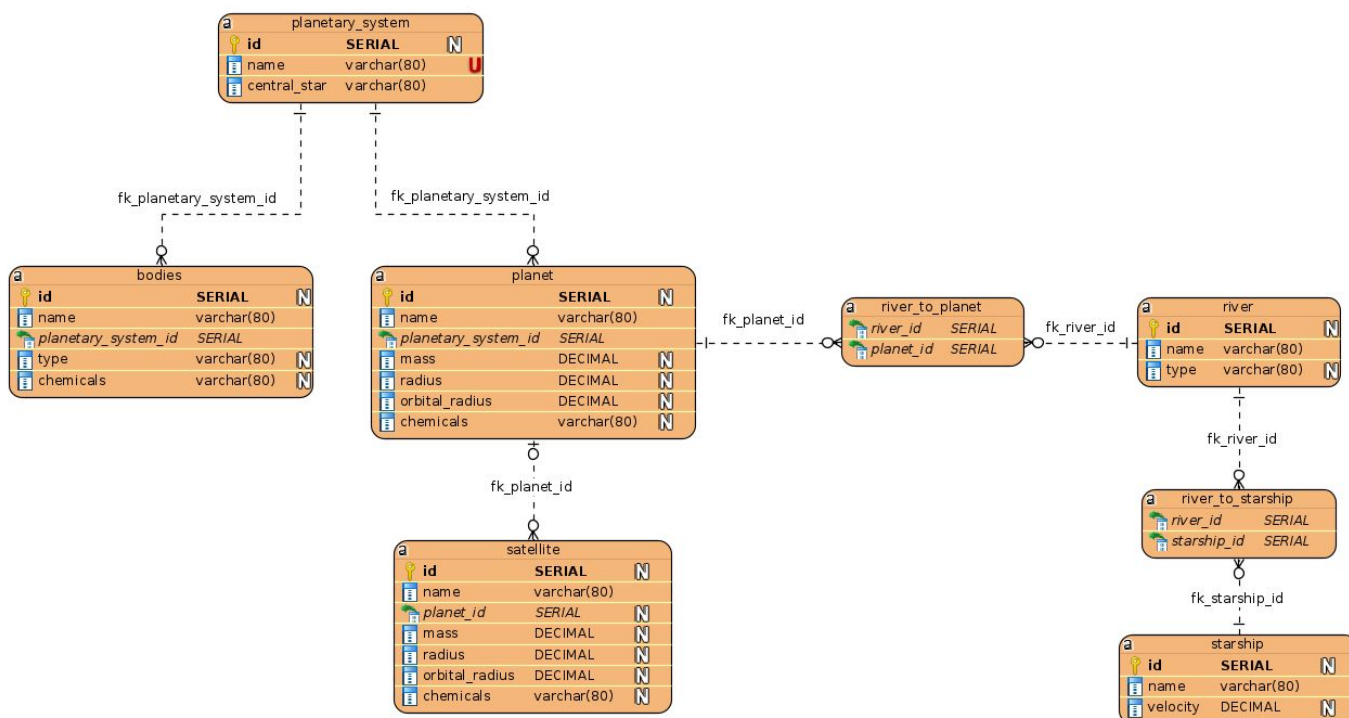 a planetary_system
id SERIAL N
name varchar(80) U
central_star varchar(80)
fk_planetary_system_id
fk_planetary_system_id
a bodies
id SERIAL N
name varchar(80)
planetary_system_id SERIAL
type varchar(80) N
chemicals varchar(80) N
a planet
id SERIAL N
name varchar(80)
planetary_system_id SERIAL
mass DECIMAL N
radius DECIMAL N
orbital_radius DECIMAL N
chemicals varchar(80) N
fk_planet_id
a river_to_planet
river_id SERIAL
planet_id SERIAL
fk_river_id
a river
id SERIAL N
name varchar(80)
type varchar(80) N
fk_planet_id
a satellite
id SERIAL N
name varchar(80)
planet_id SERIAL N
mass DECIMAL N
radius DECIMAL N
orbital_radius DECIMAL N
chemicals varchar(80) N
fk_river_id
a river_to_starship
river_id SERIAL
starship_id SERIAL
fk_starship_id
a starship
id SERIAL N
name varchar(80)
velocity DECIMAL N